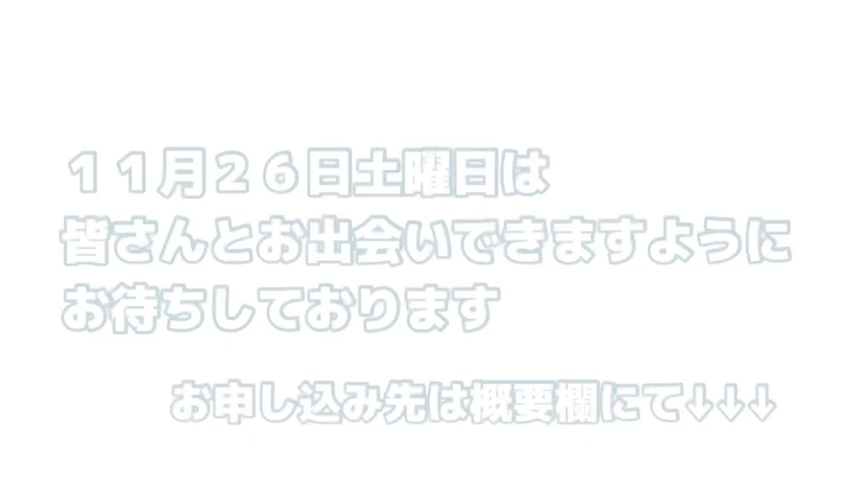 11月26日土曜日は
皆さんとお出会いできますように
お待ちしております
お申し込み先は概要欄にて↓↓↓